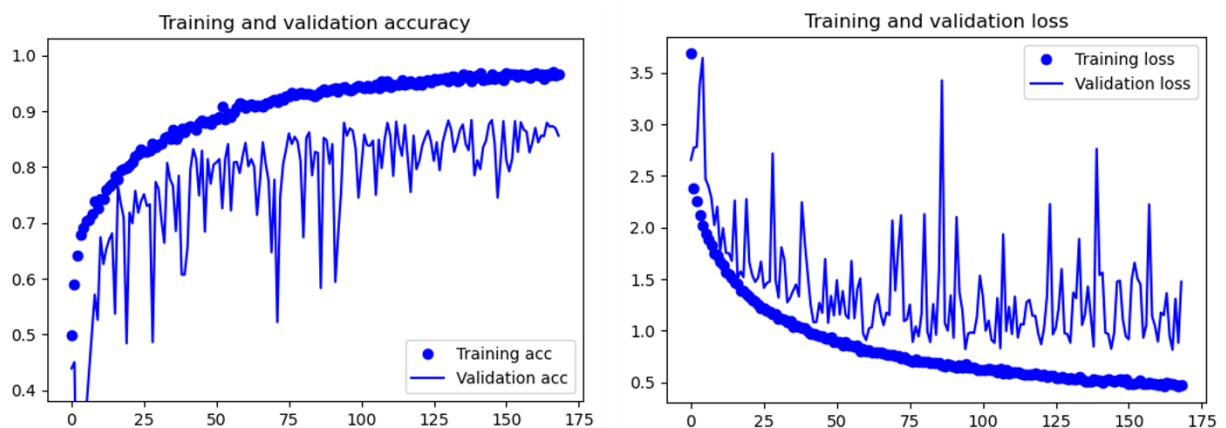 Training and validation accuracy
1.0
0.9
0.8
0.7
0.6
0.5
0.4
Training acc
Validation acc
0 25 50 75 100 125 150 175
Training and validation loss
Training loss
Validation loss
3.5
3.0
2.5
2.0
1.5
1.0
0.5
0 25 50 75 100 125 150 175